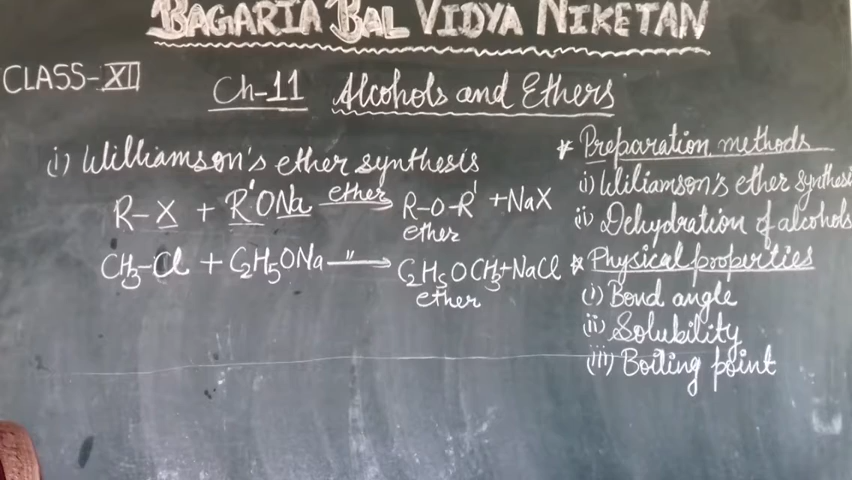 BAGARIA BAL VIDYA NIKETAN
CLASS-XII
Ch-11 Alcohols and Ethers
i) Williamson's ether synthesis
R-X + R'ONa ether→ R-O-R' + NaX
ether
CH3-Cl + C2H5ONa "→ C2H5OCH3+NaCl
ether
* Preparation methods
(i) Wiliamson's ether synthesi
(ii) Dehydration of alcohols
* Physical properties
(i) Bond angle
(ii) Solubility
(iii) Boiling point